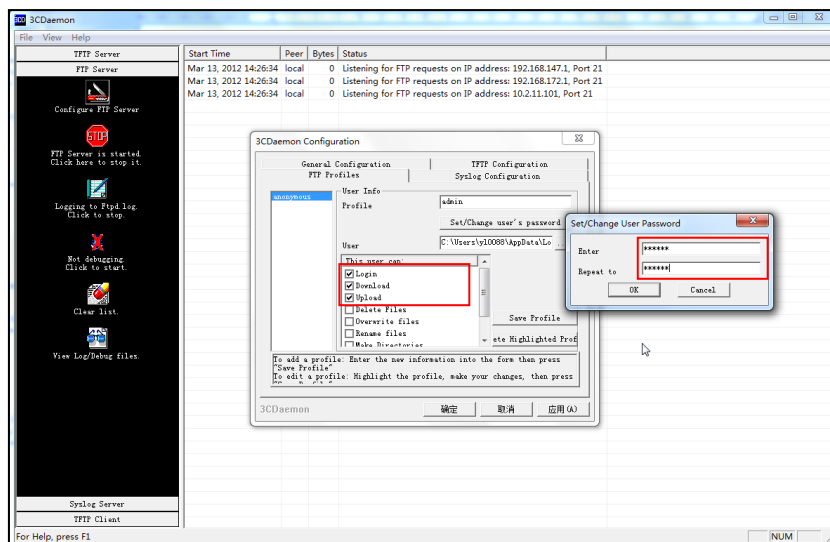 3CDaemon
File View Help
TFTP Server
FTP Server
Configure FTP Server
STOP
FTP Server is started.
Click here to stop it.
Logging to Ftpd.log.
Click to stop.
Not debugging.
Click to start.
Clear list.
View Log/Debug files.
Syslog Server
TFTP Client
Start Time Peer Bytes Status
Mar 13, 2012 14:26:34 local 0 Listening for FTP requests on IP address: 192.168.147.1, Port 21
Mar 13, 2012 14:26:34 local 0 Listening for FTP requests on IP address: 192.168.172.1, Port 21
Mar 13, 2012 14:26:34 local 0 Listening for FTP requests on IP address: 10.2.11.101, Port 21
3CDaemon Configuration
General Configuration TFTP Configuration
FTP Profiles Syslog Configuration
anonymous
User Info
Profile admin
Set/Change user's password
User C:\Users\yl0088\AppData\Lo ...
This user can:
Login
Download
Upload
Delete Files
Overwrite files
Rename files
Make Directories
Save Profile
ete Highlighted Prof
To add a profile: Enter the new information into the form then press
"Save Profile"
To edit a profile: Highlight the profile, make your changes, then press
3CDaemon
确定 取消 应用(A)
Set/Change User Password
Enter ******
Repeat to ******
OK Cancel
For Help, press F1
NUM